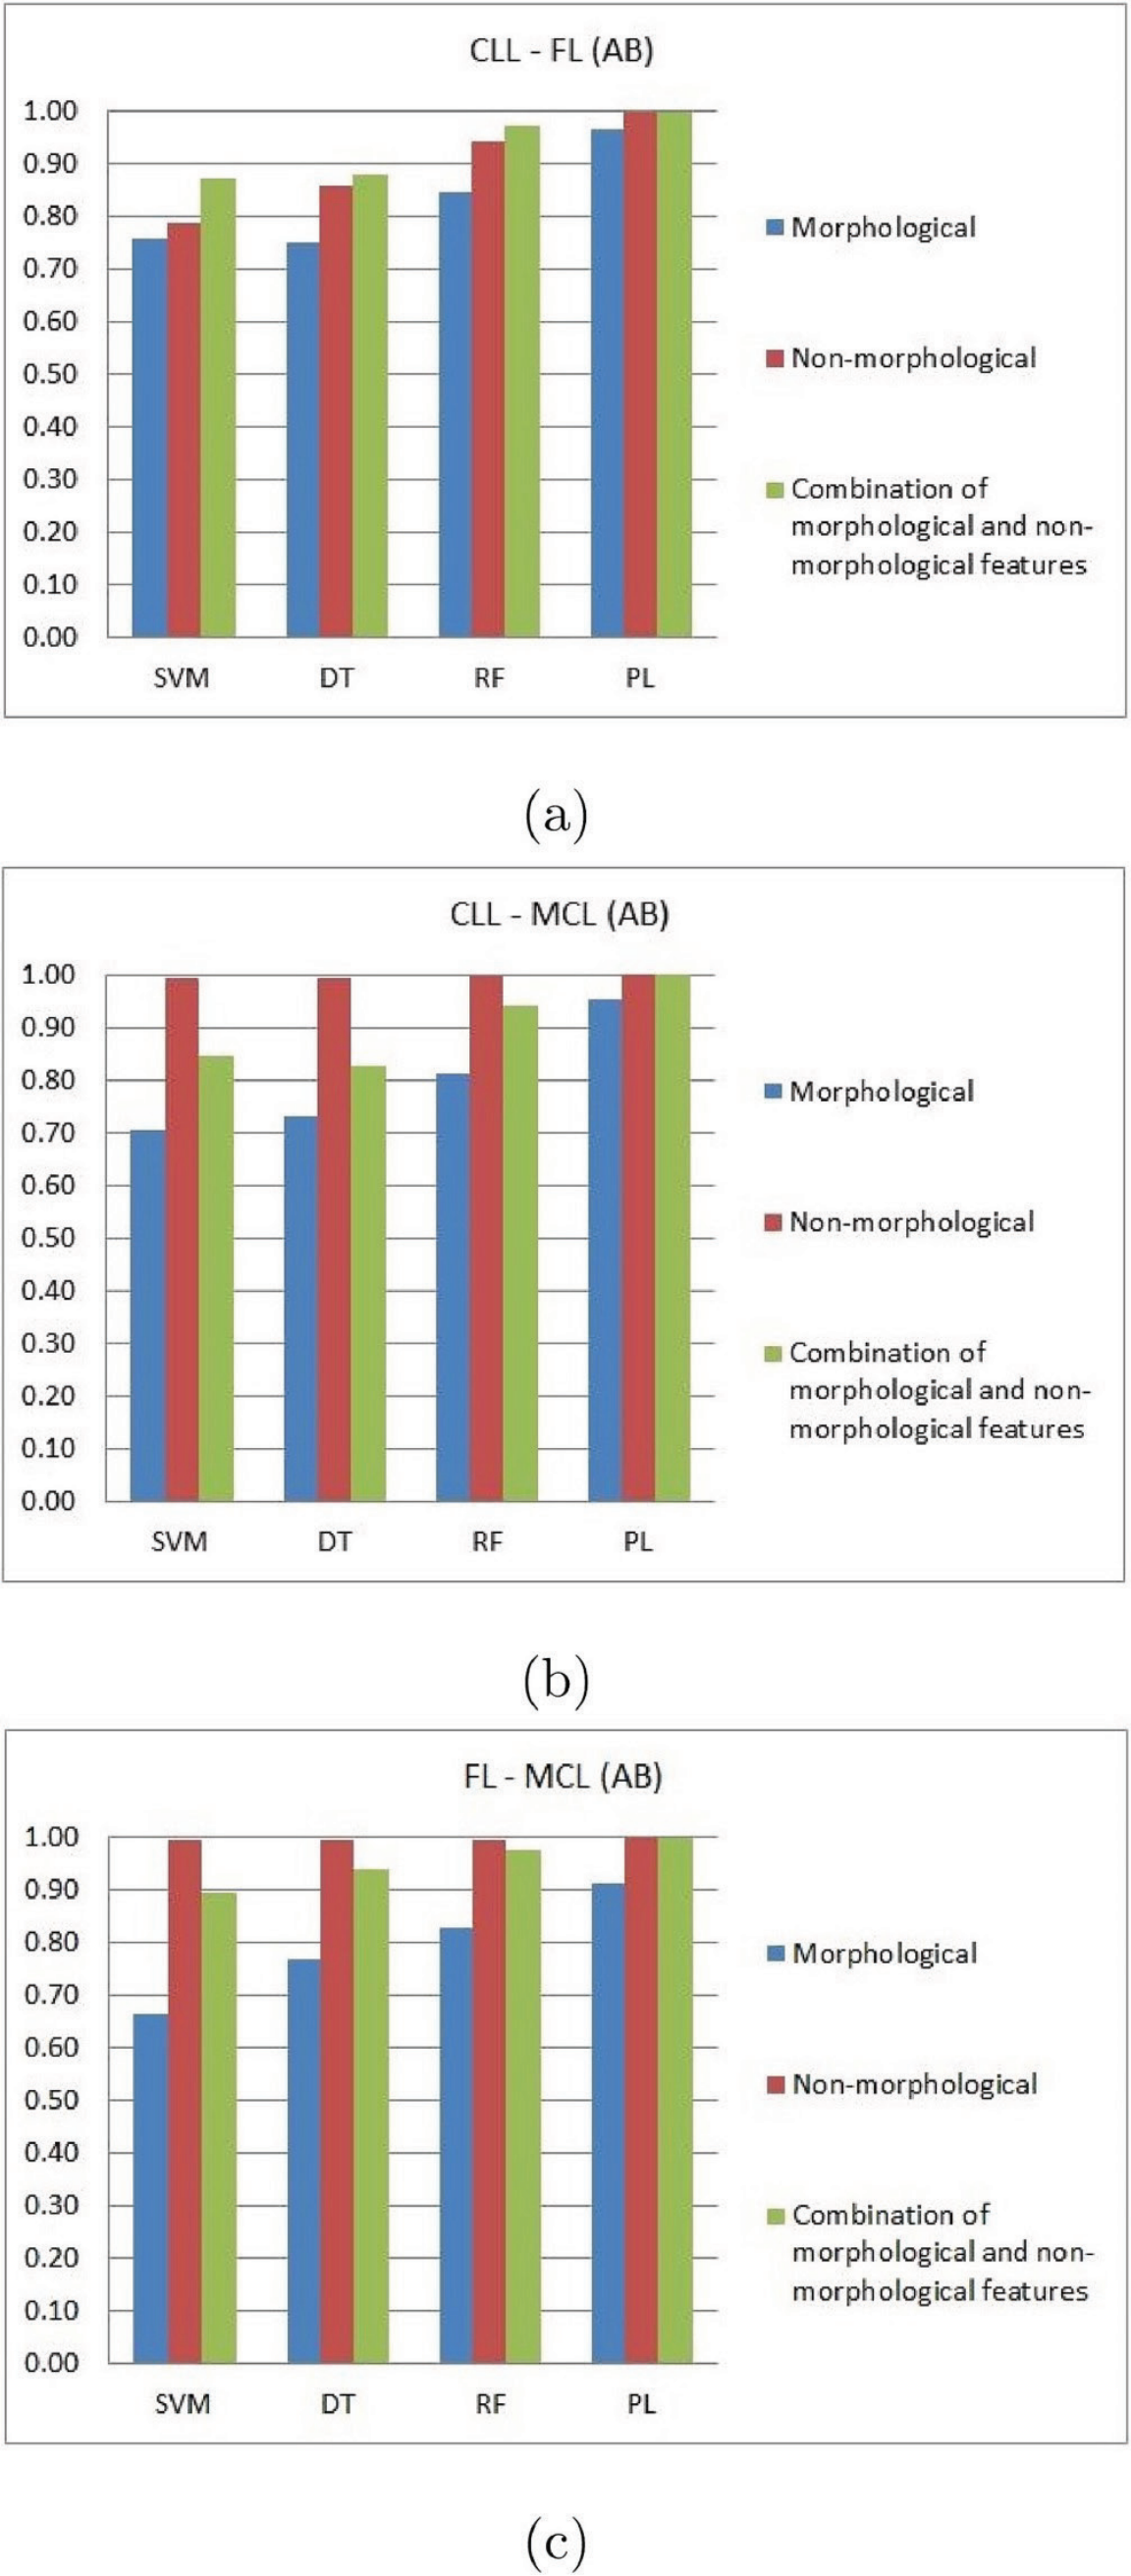 CLL - FL (AB)
1.00
0.90
0.80
0.70
0.60
0.50
0.40
0.30
0.20
0.10
0.00
SVM DT RF PL
Morphological
Non-morphological
Combination of
morphological and non-
morphological features
(a)
CLL - MCL (AB)
1.00
0.90
0.80
0.70
0.60
0.50
0.40
0.30
0.20
0.10
0.00
SVM DT RF PL
Morphological
Non-morphological
Combination of
morphological and non-
morphological features
(b)
FL - MCL (AB)
1.00
0.90
0.80
0.70
0.60
0.50
0.40
0.30
0.20
0.10
0.00
SVM DT RF PL
Morphological
Non-morphological
Combination of
morphological and non-
morphological features
(c)